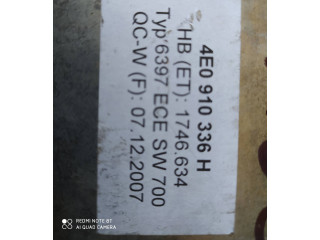 4E0 910 336 H
HB (ET): 1746.634
Typ 6397 ECE SW 700
QC-W (F): 07.12.2007
REDMI NOTE 8T
AI QUAD CAMERA